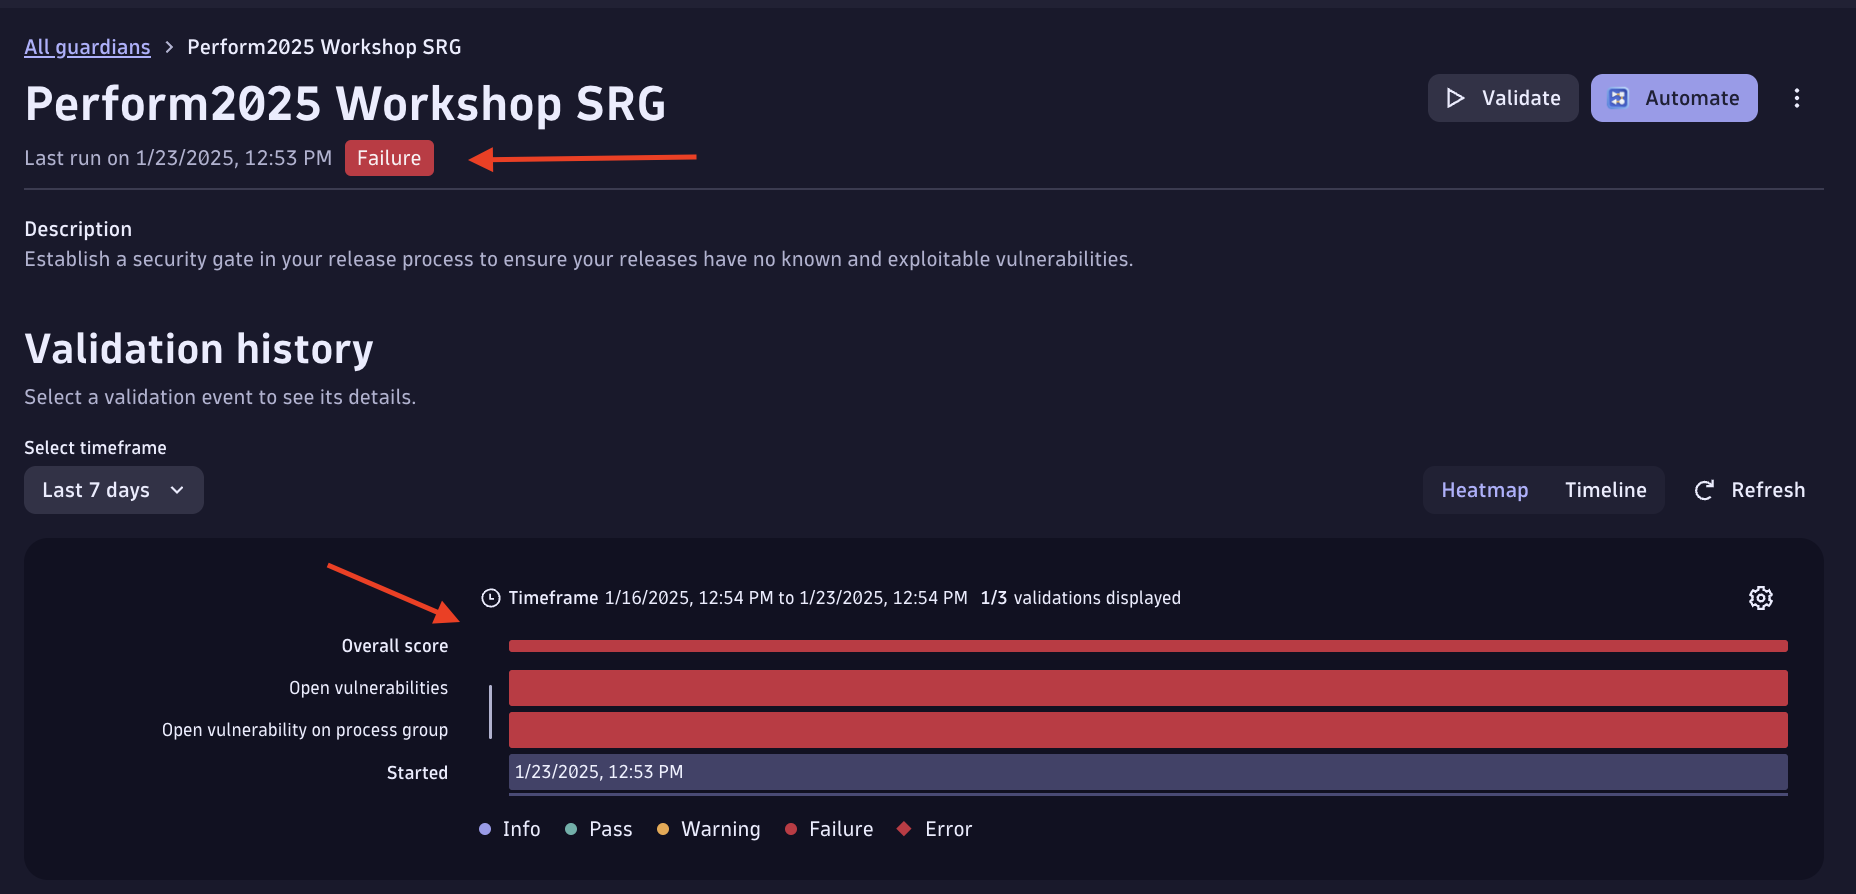 All guardians > Perform2025 Workshop SRG
Perform2025 Workshop SRG
Validate
Automate
Last run on 1/23/2025, 12:53 PM Failure
Description
Establish a security gate in your release process to ensure your releases have no known and exploitable vulnerabilities.
Validation history
Select a validation event to see its details.
Select timeframe
Last 7 days
Heatmap Timeline Refresh
Timeframe 1/16/2025, 12:54 PM to 1/23/2025, 12:54 PM 1/3 validations displayed
Overall score
Open vulnerabilities
Open vulnerability on process group
Started 1/23/2025, 12:53 PM
Info Pass Warning Failure Error